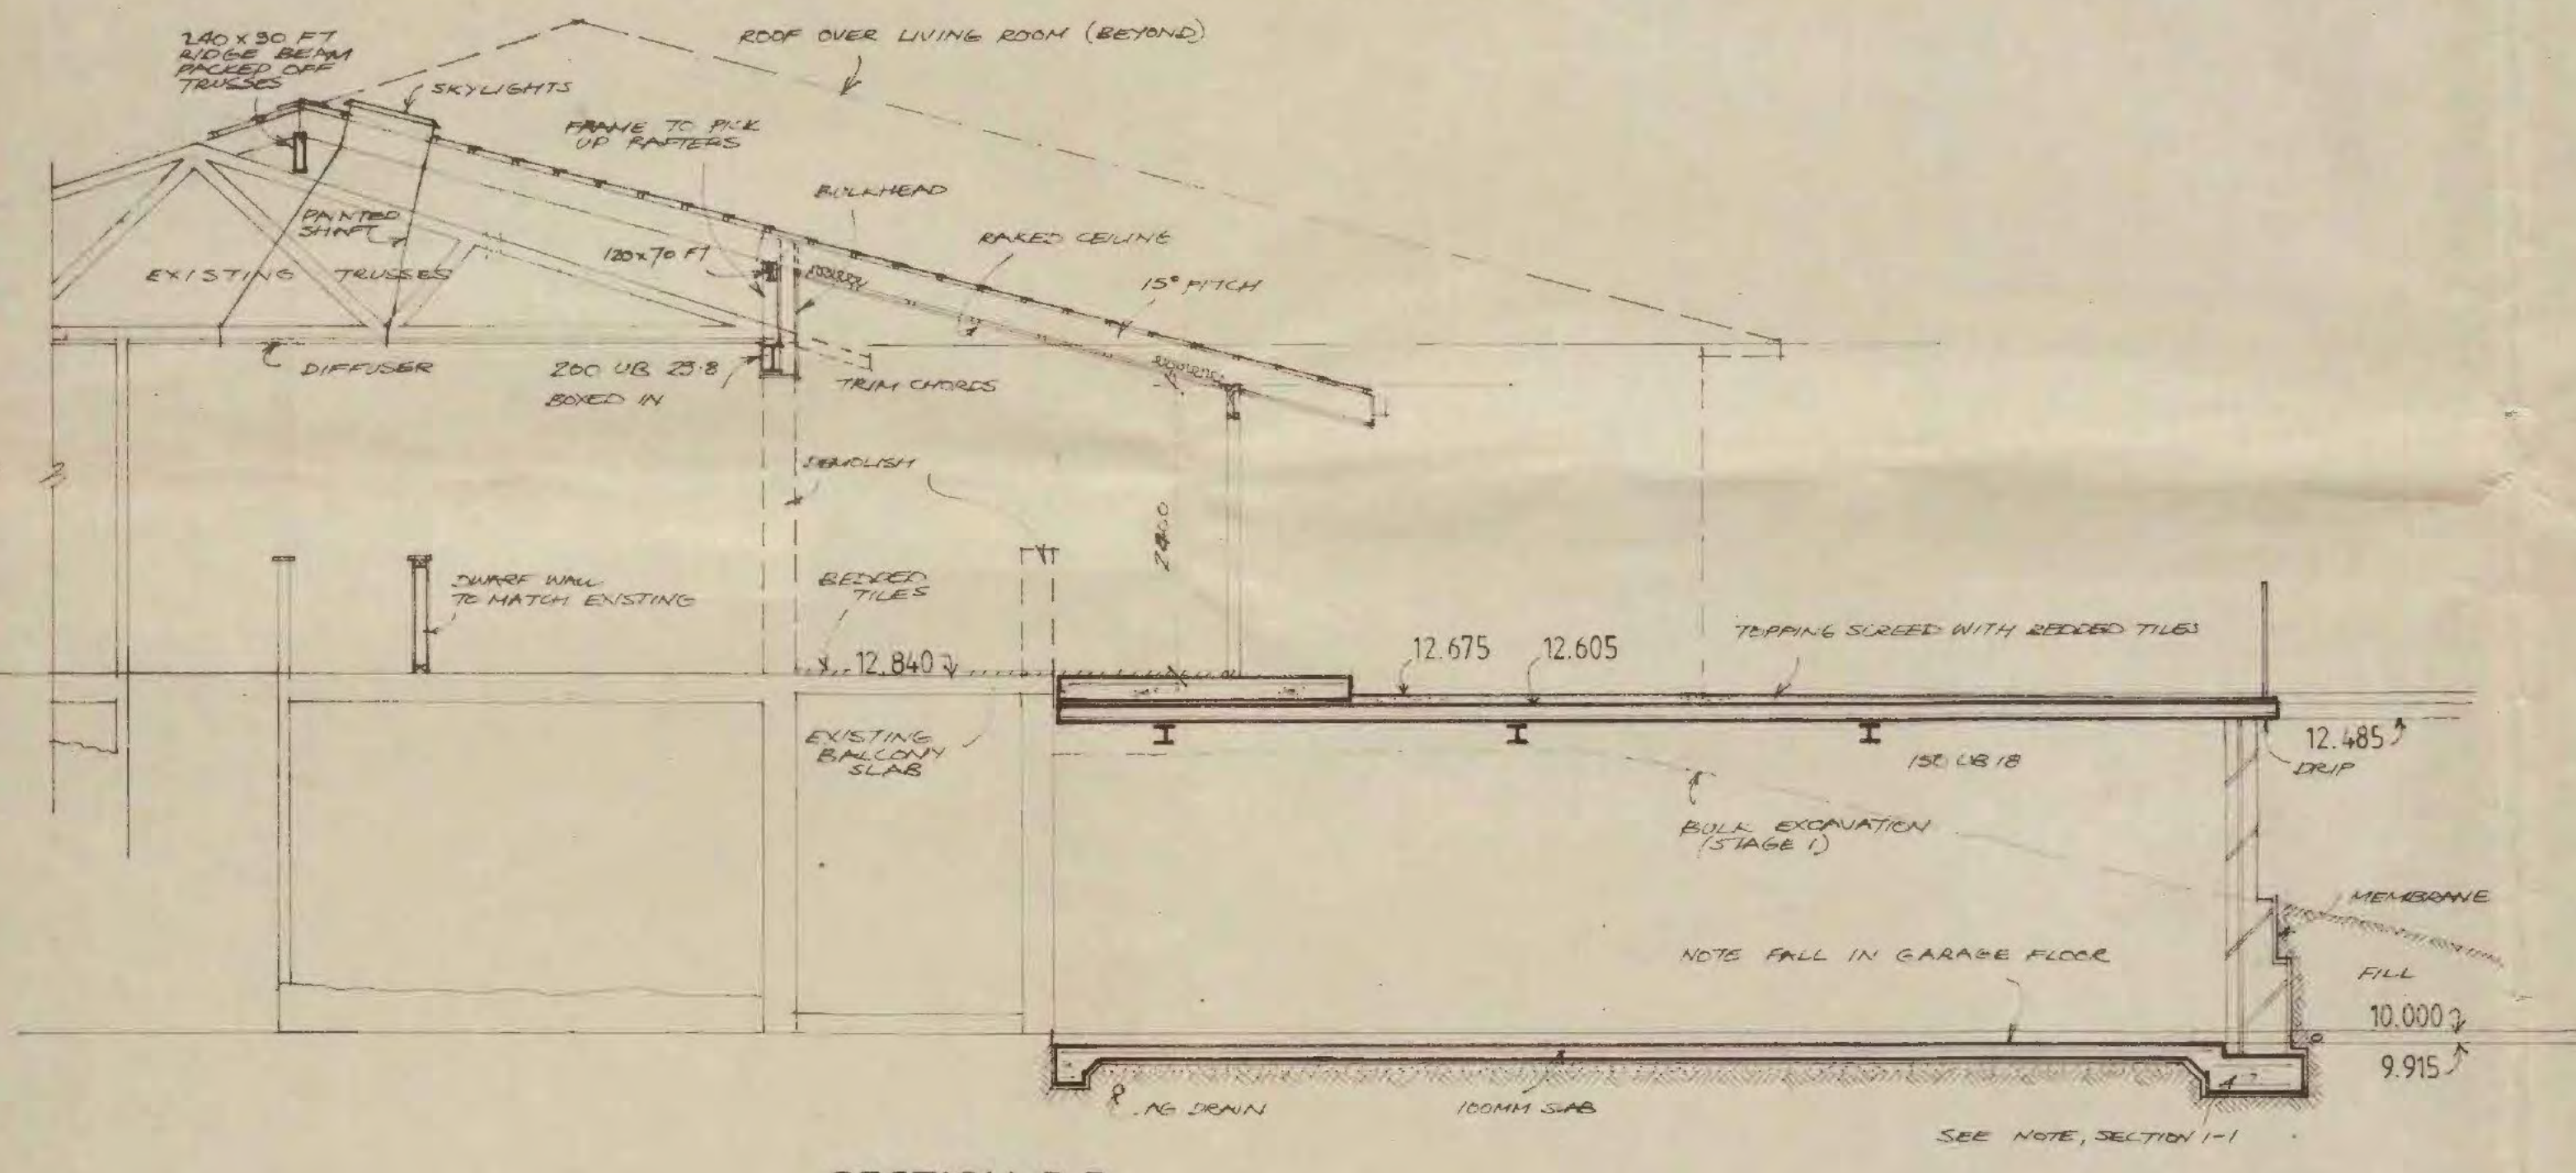 240 x 90 FT
RIDGE BEAM
PACKED OFF
TRUSSES
SKYLIGHTS
ROOF OVER LIVING ROOM (BEYOND)
FRAME TO PICK
UP RAFTERS
BULKHEAD
RAKED CEILING
15° PITCH
PAINTED
SHAFT
EXISTING TRUSSES
120x70 FT
DIFFUSER
200 UB 25.8
BOXED IN
TRIM CHORDS
DEMOLISH
2400
DWARF WALL
TO MATCH EXISTING
BEDDED
TILES
12.840
12.675
12.605
TOPPING SCREED WITH BEDDED TILES
EXISTING
BALCONY
SLAB
150 UB 18
12.485
DRIP
BULK EXCAVATION
(STAGE 1)
MEMBRANE
NOTE FALL IN GARAGE FLOOR
FILL
10.000
9.915
AG DRAIN
100MM SLAB
SEE NOTE, SECTION 1-1